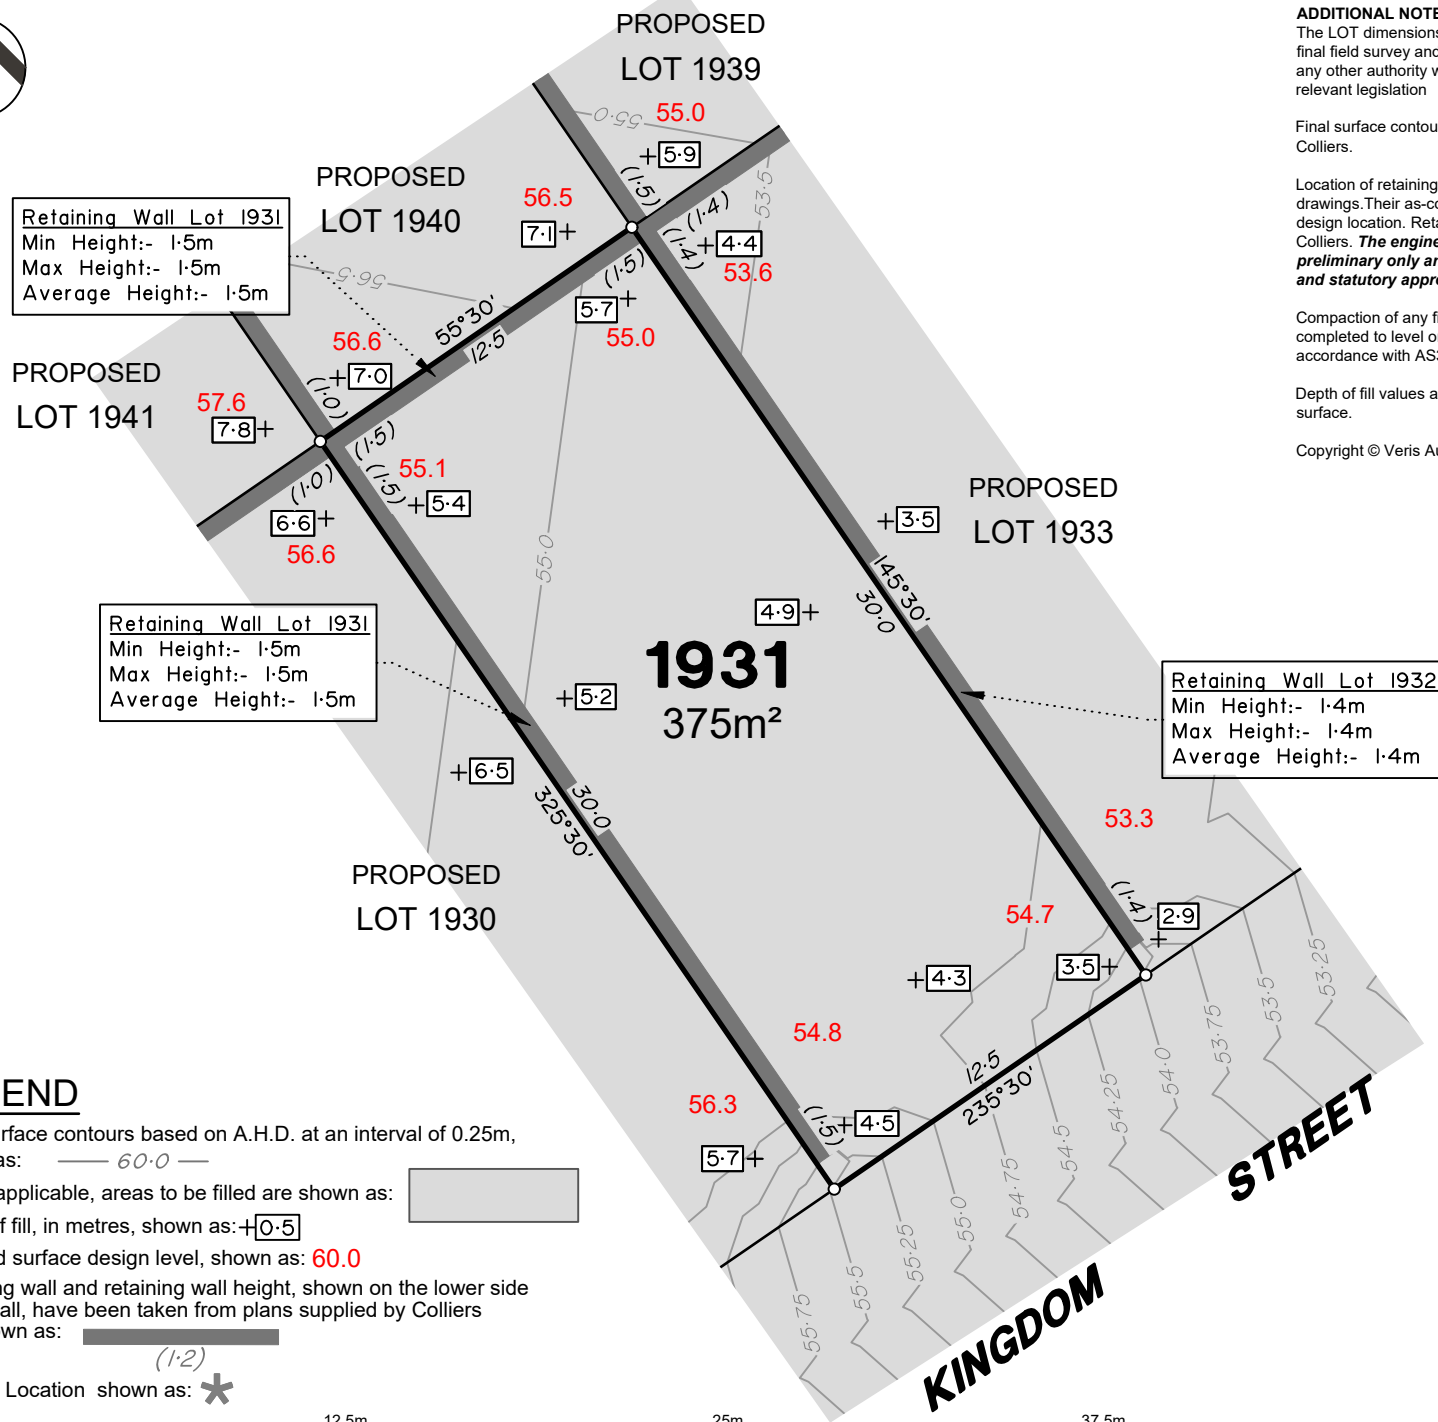 PROPOSED
LOT 1939
55.0
55·0
5·9
(1·5)
(1·4)
53·5
(1·4)
4·4
53.6
PROPOSED
LOT 1940
56.5
7·1
(1·5)
5·7
55.0
Retaining Wall Lot 1931
Min Height:- 1·5m
Max Height:- 1·5m
Average Height:- 1·5m
56·5
55°30'
12·5
56.6
7·0
(1·0)
PROPOSED
LOT 1941
57.6
7·8
(1·5)
(1·5)
55.1
5·4
(1·0)
6·6
56.6
55·0
PROPOSED
LOT 1933
3·5
145°30'
30·0
4·9
1931
375m²
5·2
Retaining Wall Lot 1931
Min Height:- 1·5m
Max Height:- 1·5m
Average Height:- 1·5m
Retaining Wall Lot 1932
Min Height:- 1·4m
Max Height:- 1·4m
Average Height:- 1·4m
6·5
30·0
325°30'
PROPOSED
LOT 1930
53.3
54.7
(1·4)
2·9
3·5
4·3
54.8
56.3
(1·5)
4·5
5·7
12·5
235°30'
55·75
55·5
55·25
55·0
54·75
54·5
54·25
54·0
53·75
53·5
53·25
KINGDOM STREET
ADDITIONAL NOTE
The LOT dimensions
final field survey and
any other authority
relevant legislation
Final surface contou
Colliers.
Location of retaining
drawings.Their as-co
design location. Reta
Colliers. The engine
preliminary only an
and statutory appro
Compaction of any fi
completed to level o
accordance with AS3
Depth of fill values a
surface.
Copyright © Veris Au
END
rface contours based on A.H.D. at an interval of 0.25m,
as: 60·0
applicable, areas to be filled are shown as:
f fill, in metres, shown as: +0·5
d surface design level, shown as: 60.0
ng wall and retaining wall height, shown on the lower side
all, have been taken from plans supplied by Colliers
own as:
(1·2)
Location shown as:
12.5m 25m 37.5m